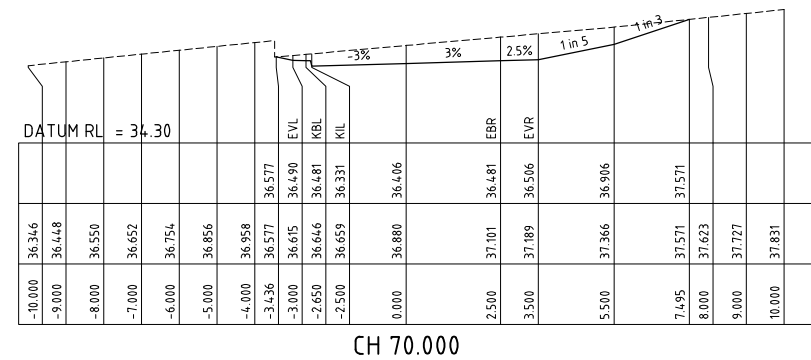 -3% 3% 2.5% 1 in 5 1 in 3
DATUM RL = 34.30 EVL KBL KIL EBR EVR
36.577 36.490 36.481 36.331 36.406 36.481 36.506 36.906 37.571
36.346 36.448 36.550 36.652 36.754 36.856 36.958 36.577 36.615 36.646 36.659 36.880 37.101 37.189 37.366 37.571 37.623 37.727 37.831
-10.000 -9.000 -8.000 -7.000 -6.000 -5.000 -4.000 -3.436 -3.000 -2.650 -2.500 0.000 2.500 3.500 5.500 7.495 8.000 9.000 10.000
CH 70.000